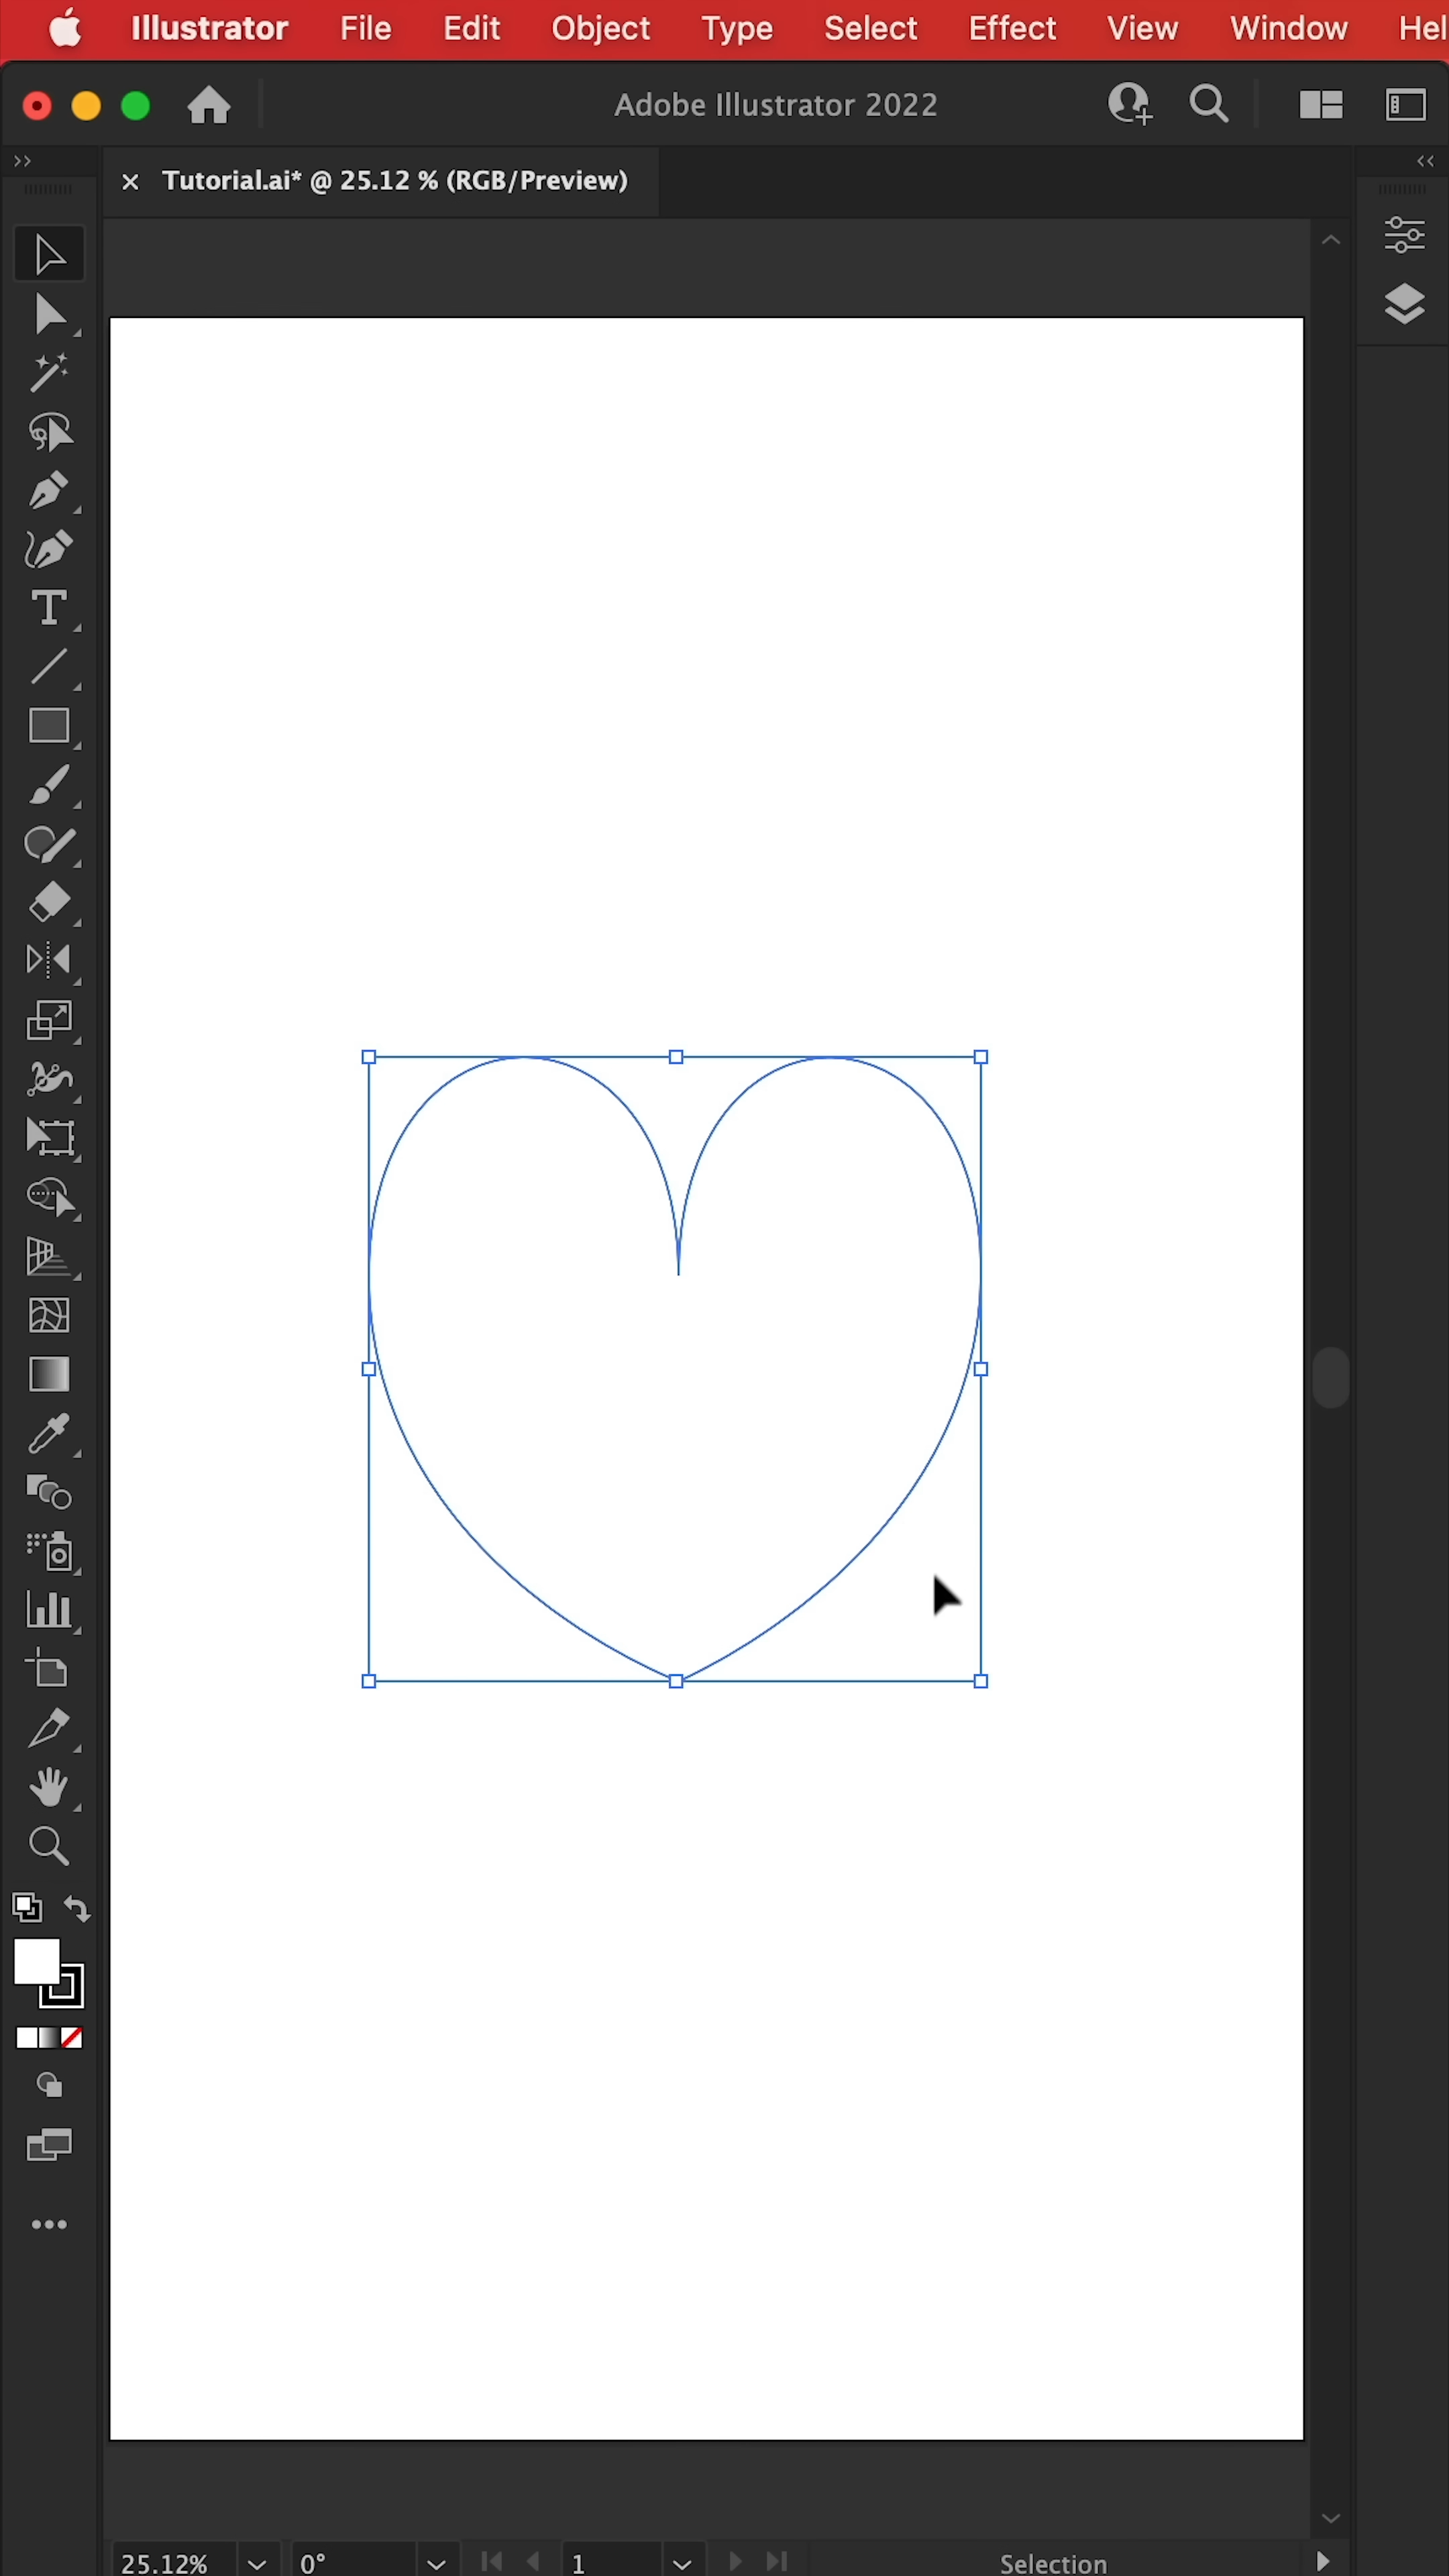 Illustrator File Edit Object Type Select Effect View Window Hel
Adobe Illustrator 2022
Tutorial.ai* @ 25.12 % (RGB/Preview)
25.12% 0° 1 Selection